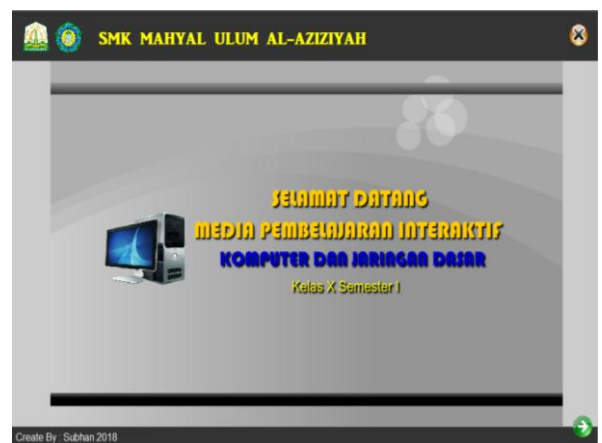 SMK MAHYAL ULUM AL-AZIZIYAH
SELAMAT DATANG
MEDIA PEMBELAJARAN INTERAKTIF
KOMPUTER DAN JARINGAN DASAR
Kelas X Semester I
Create By : Subhan 2018